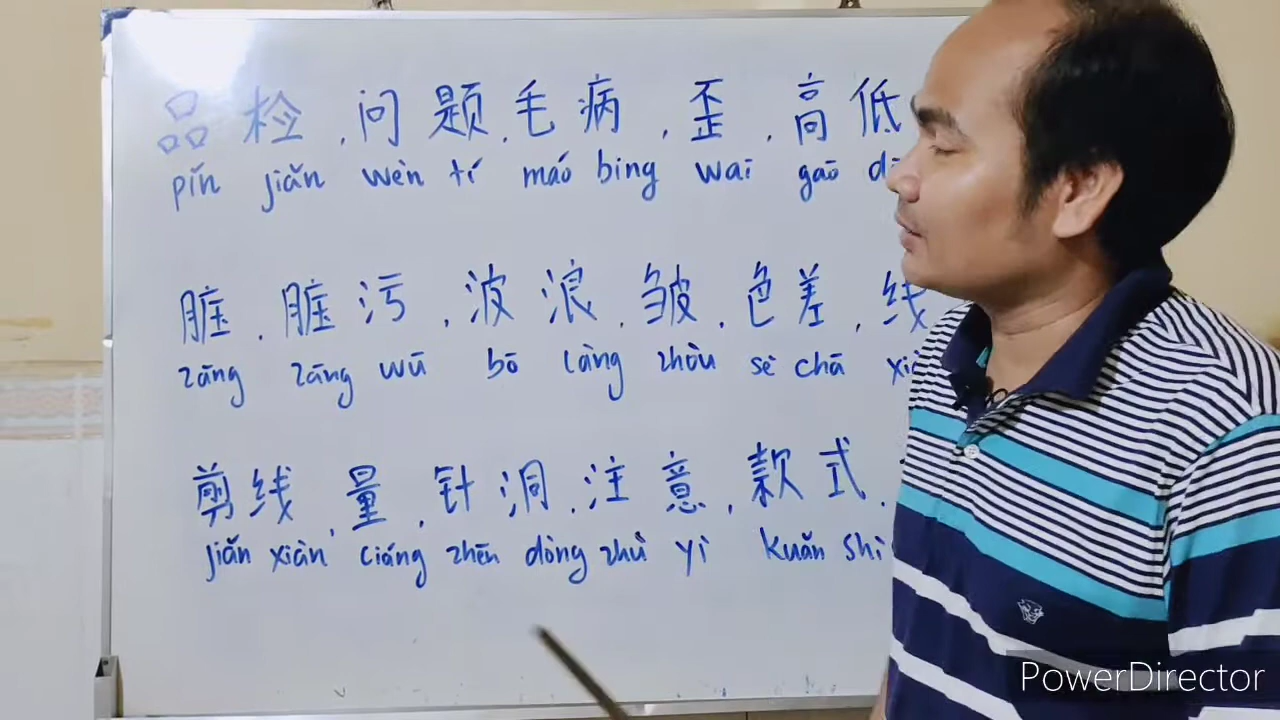 品检,问题,毛病,歪,高低
pǐn jiǎn wèn tí máo bìng wāi gāo
脏,脏污,波浪,皱,色差,线
zāng zāng wū bō làng zhòu sè chā
剪线,量,针洞,注意,款式,
jiǎn xiàn liáng zhēn dòng zhù yì kuǎn shì
PowerDirector